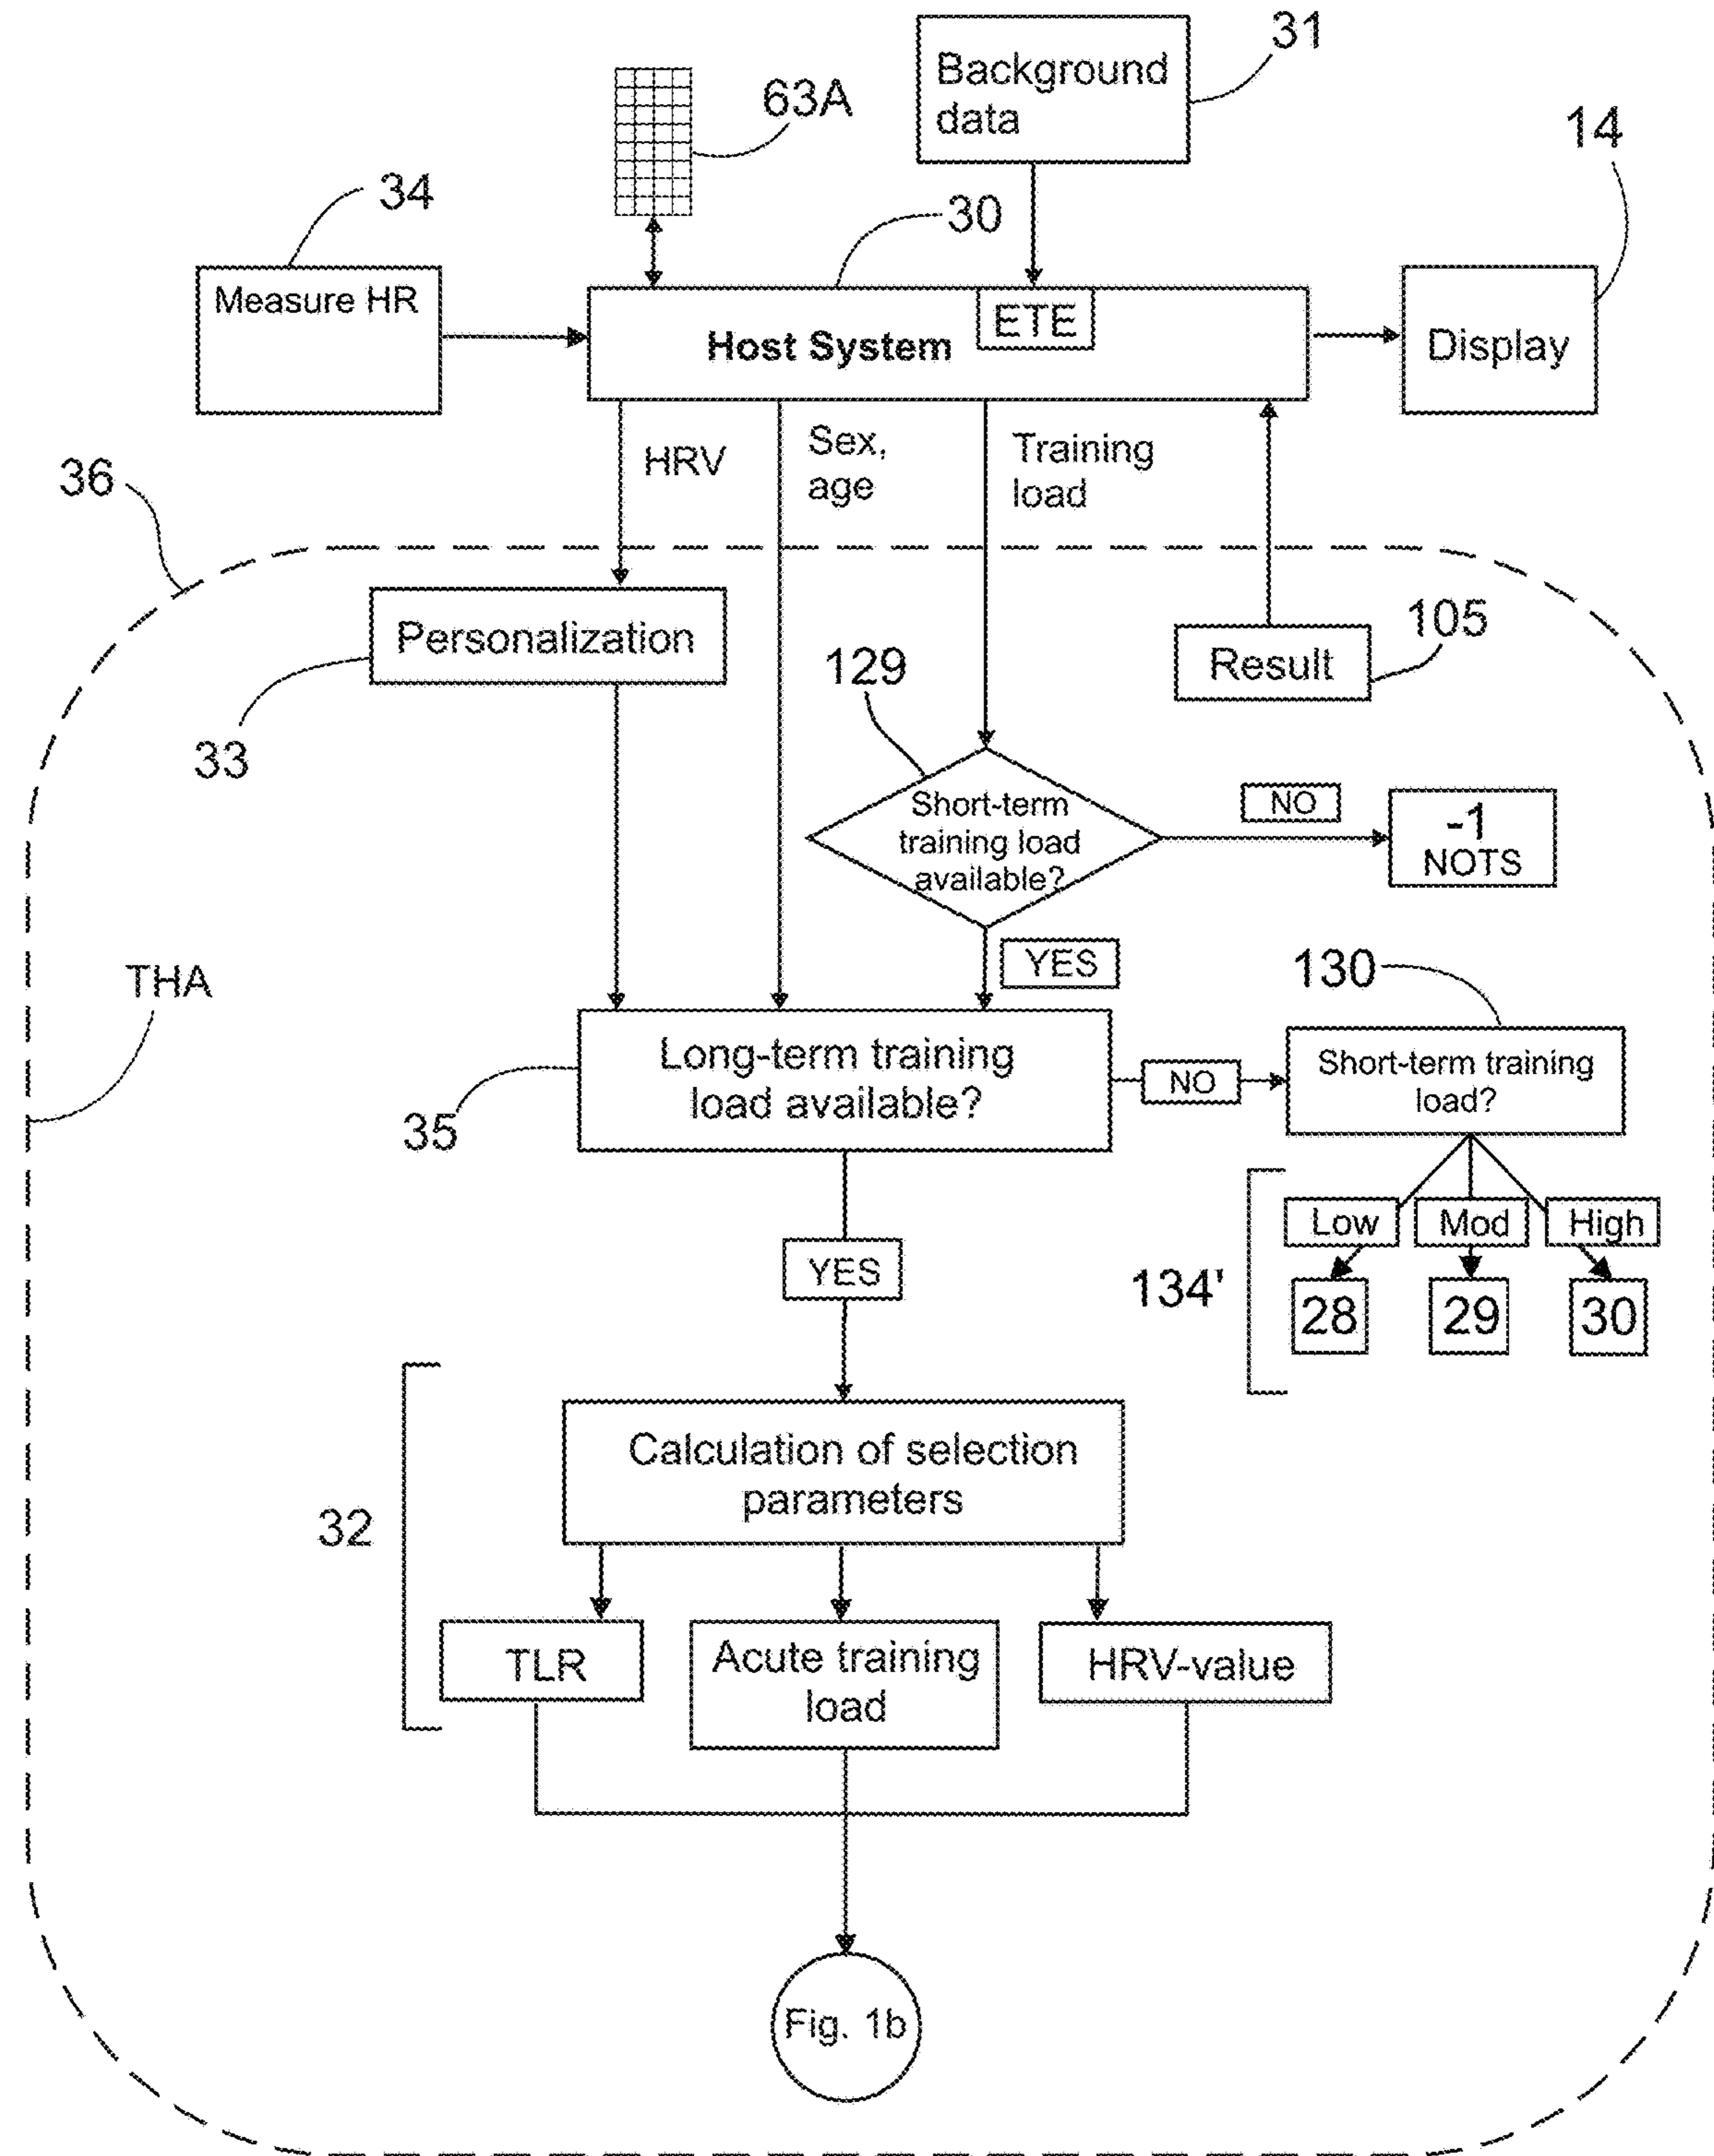 31
Background
data
63A
14
34
30
Measure HR
ETE
Host System
Display
HRV
Sex,
age
Training
load
36
Personalization
105
Result
129
33
Short-term
training load
available?
NO
-1
NOTS
YES
THA
130
Long-term training
load available?
NO
Short-term training
load?
35
Low
Mod
High
YES
134'
28
29
30
Calculation of selection
parameters
32
TLR
Acute training
load
HRV-value
Fig. 1b